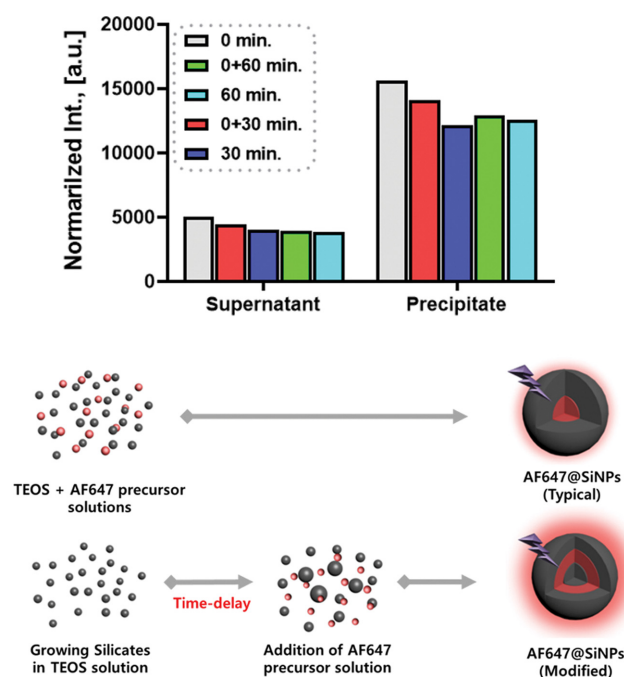 Normarilzed Int., [a.u.]
20000
15000
10000
5000
0
0 min.
0+60 min.
60 min.
0+30 min.
30 min.
Supernatant
Precipitate
TEOS + AF647 precursor
solutions
AF647@SiNPs
(Typical)
Time-delay
Growing Silicates
in TEOS solution
Addition of AF647
precursor solution
AF647@SiNPs
(Modified)